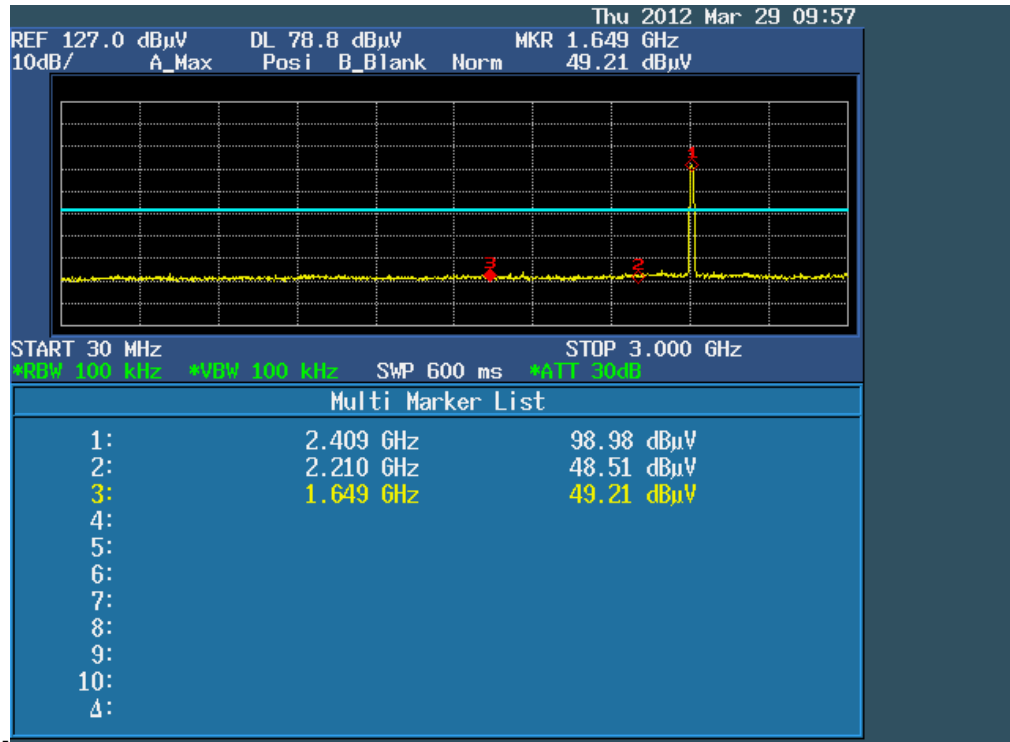 Thu 2012 Mar 29 09:57
REF 127.0 dBµV DL 78.8 dBµV MKR 1.649 GHz
10dB/ A_Max Posi B_Blank Norm 49.21 dBµV
1
3 2
START 30 MHz STOP 3.000 GHz
*RBW 100 kHz *VBW 100 kHz SWP 600 ms *ATT 30dB
Multi Marker List
1: 2.409 GHz 98.98 dBµV
2: 2.210 GHz 48.51 dBµV
3: 1.649 GHz 49.21 dBµV
4:
5:
6:
7:
8:
9:
10:
Δ: